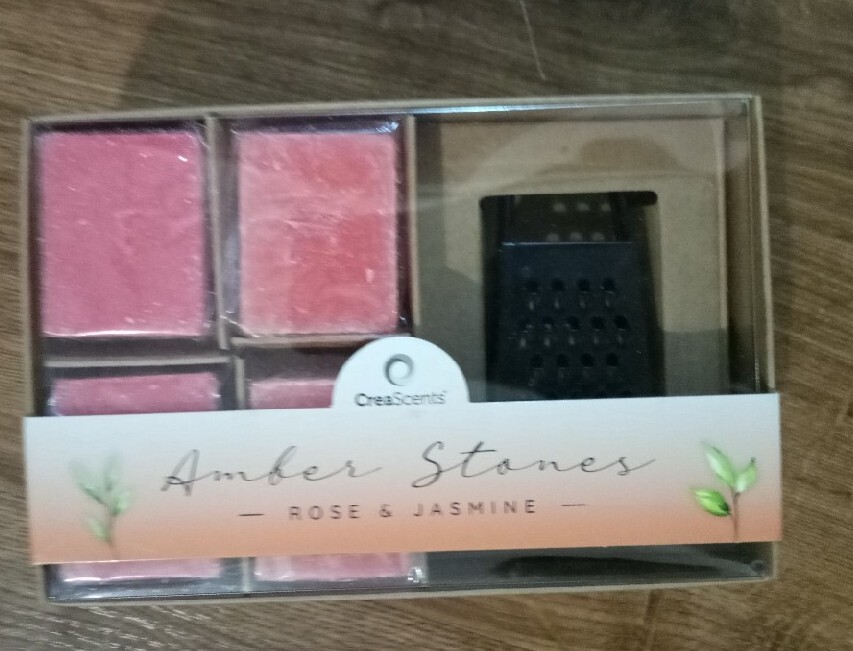 CreaScents
Amber Stones
— ROSE & JASMINE —